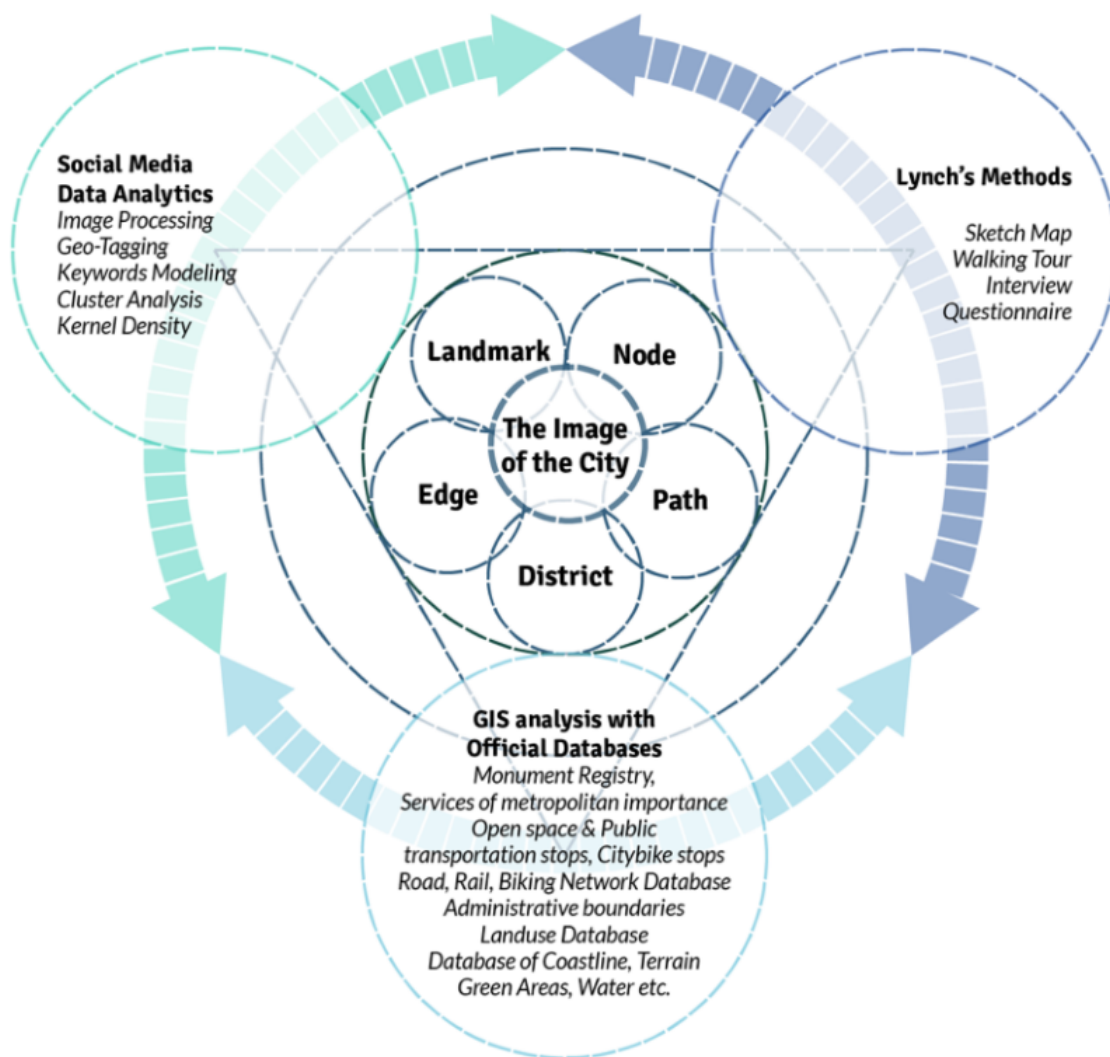 Social Media
Data Analytics
Image Processing
Geo-Tagging
Keywords Modeling
Cluster Analysis
Kernel Density
Lynch's Methods
Sketch Map
Walking Tour
Interview
Questionnaire
Landmark
Node
The Image
of the City
Edge
Path
District
GIS analysis with
Official Databases
Monument Registry,
Services of metropolitan importance
Open space & Public
transportation stops, Citybike stops
Road, Rail, Biking Network Database
Administrative boundaries
Landuse Database
Database of Coastline, Terrain
Green Areas, Water etc.